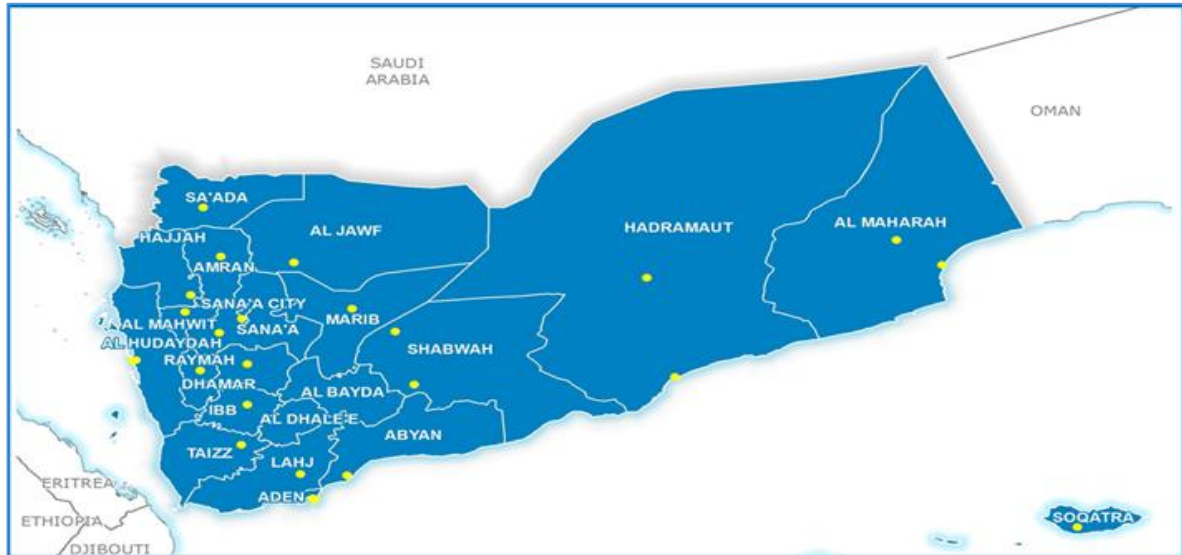 SAUDI
ARABIA
OMAN
SA'ADA
AL JAWF
HADRAMAUT
AL MAHARAH
HAJJAH
AMRAN
SANA'A CITY
MARIB
AL MAHWIT
SANA'A
AL HUDAYDAH
SHABWAH
RAYMAH
DHAMAR
AL BAYDA
IBB
AL DHALE'E
ABYAN
TAIZZ
LAHJ
ERITREA
ADEN
ETHIOPIA
SOQATRA
DJIBOUTI